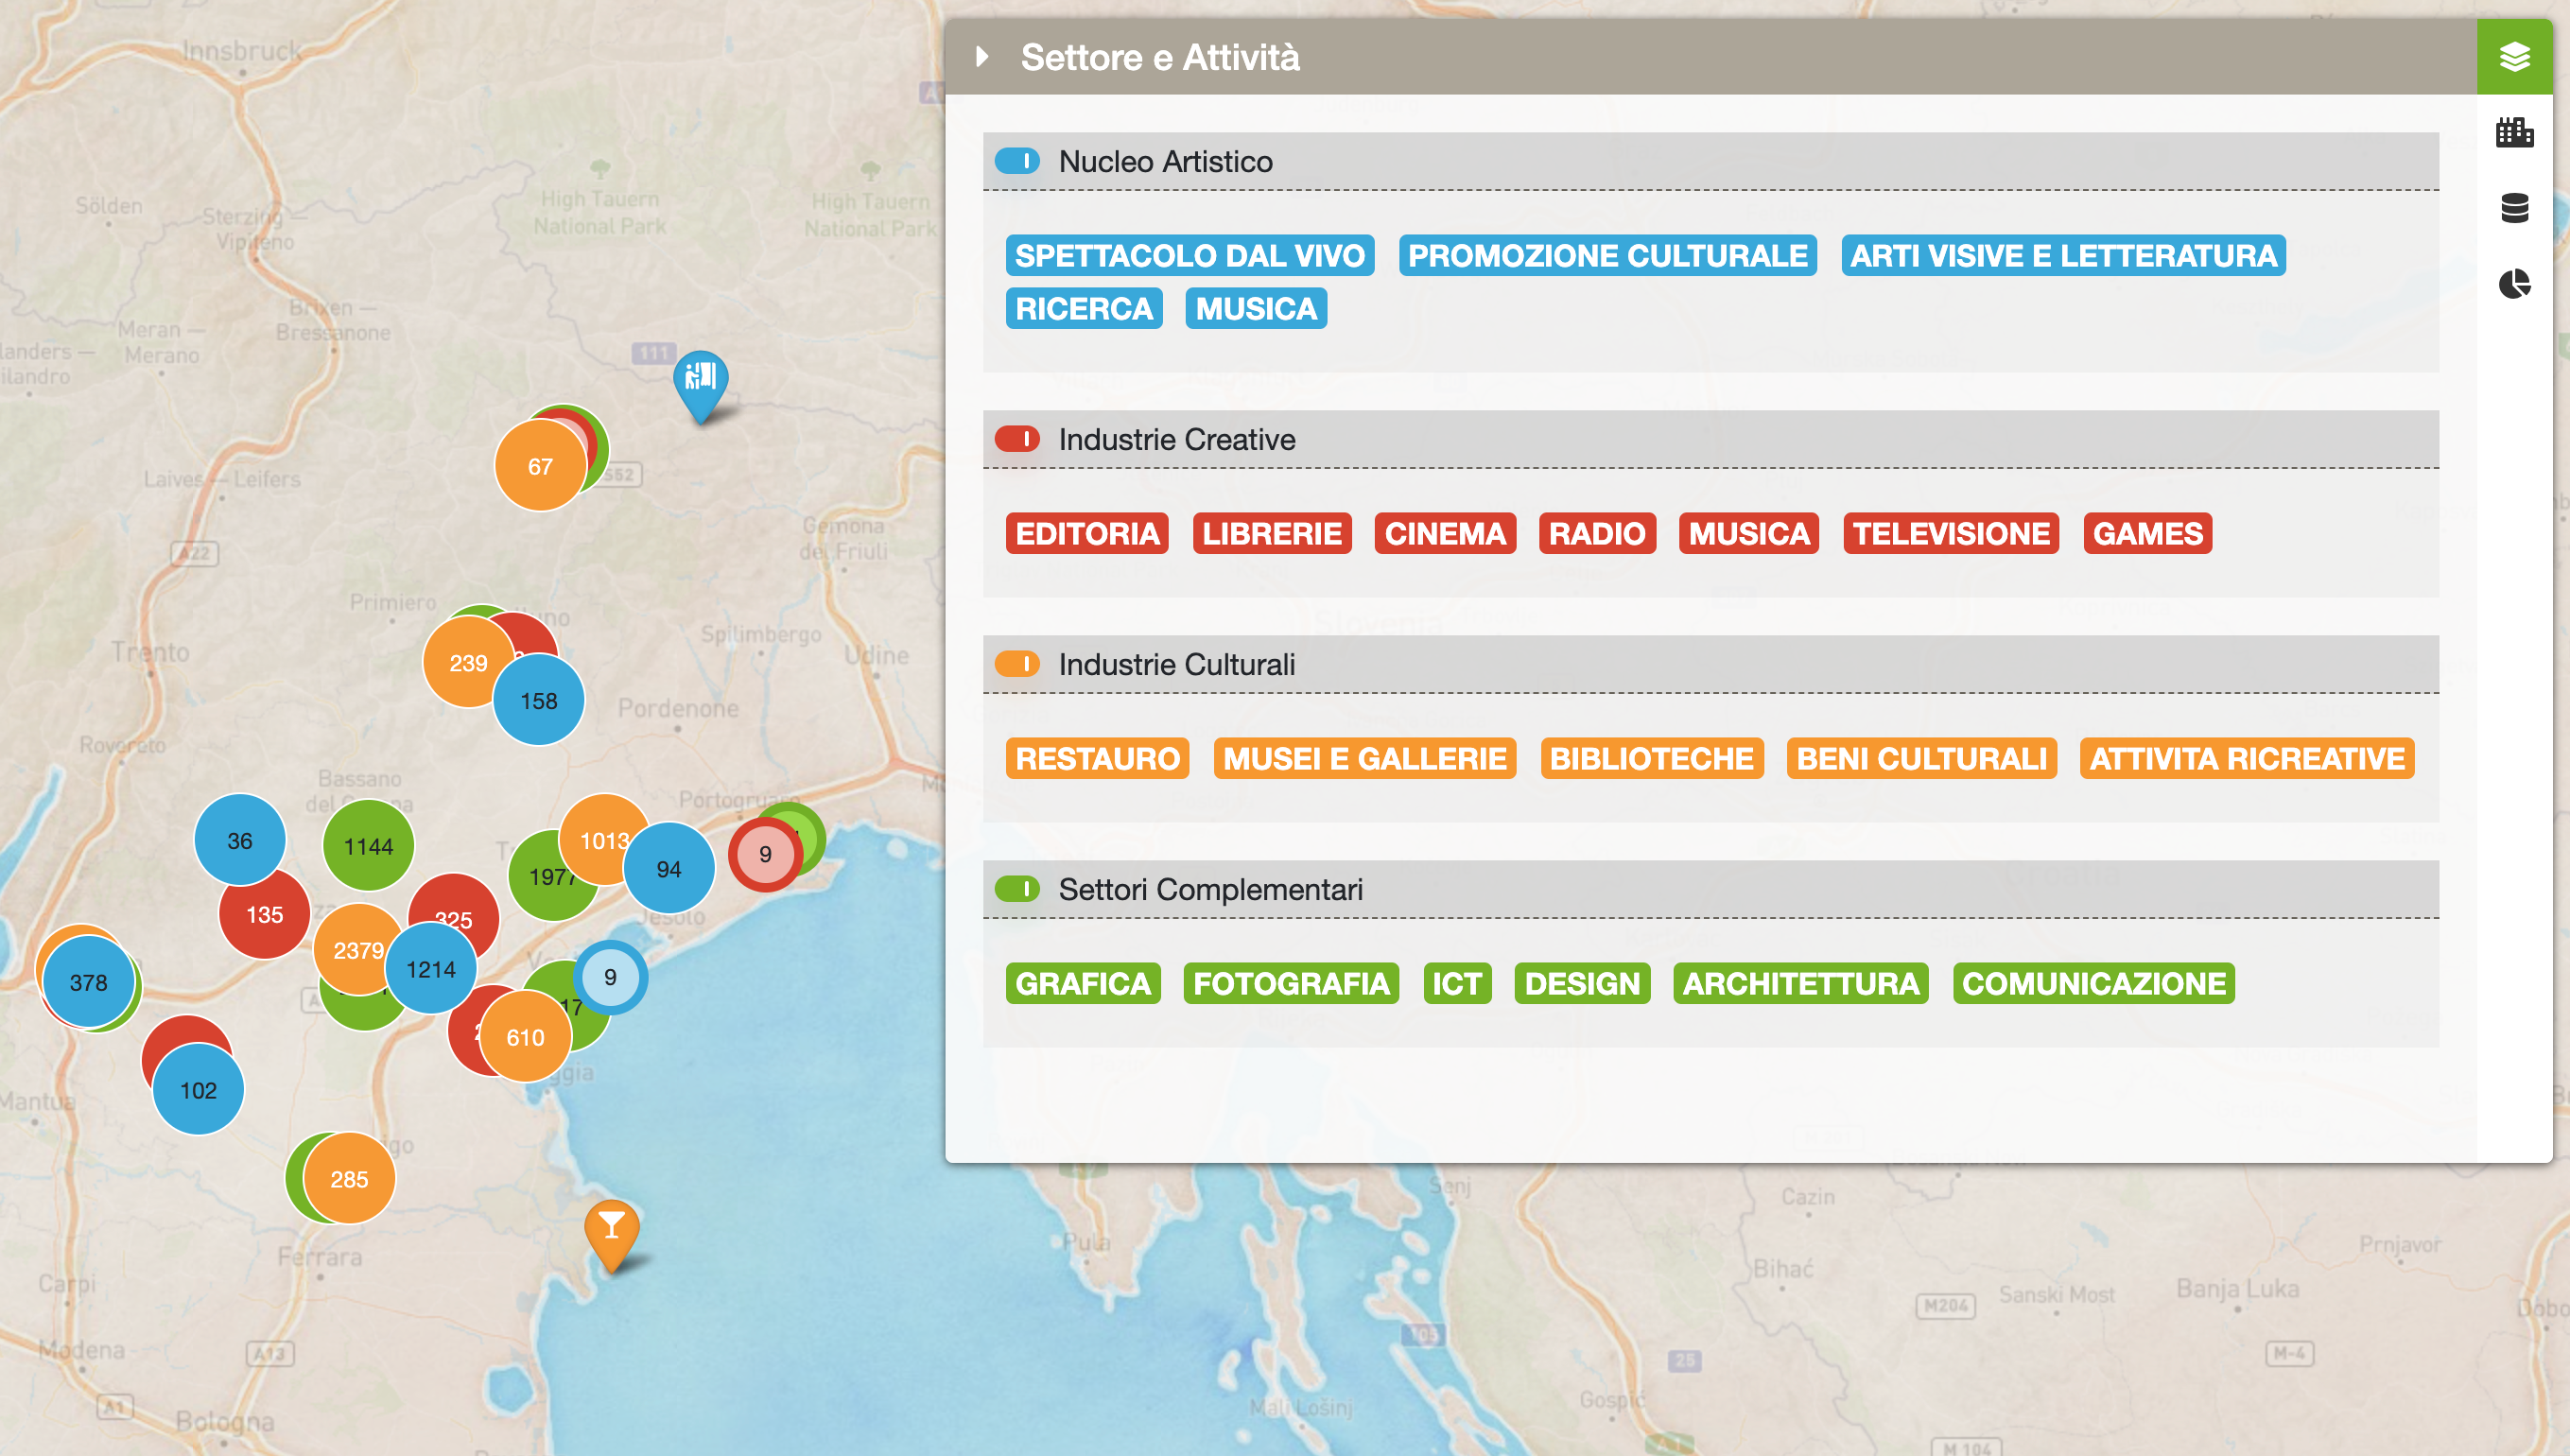 Settore e Attività
Nucleo Artistico
SPETTACOLO DAL VIVO PROMOZIONE CULTURALE ARTI VISIVE E LETTERATURA
RICERCA MUSICA
Industrie Creative
EDITORIA LIBRERIE CINEMA RADIO MUSICA TELEVISIONE GAMES
Industrie Culturali
RESTAURO MUSEI E GALLERIE BIBLIOTECHE BENI CULTURALI ATTIVITA RICREATIVE
Settori Complementari
GRAFICA FOTOGRAFIA ICT DESIGN ARCHITETTURA COMUNICAZIONE
Innsbruck
High Tauern
National Park
High Tauern
National Park
Sölden
Sterzing —
Vipiteno
Brixen —
Bressanone
Meran —
Merano
111
67
S52
Laives — Leifers
A22
Gemona
del Friuli
Primiero
Spilimbergo
Trento
Udine
239
158
Pordenone
Rovereto
Bassano
Portogruaro
36
1144
1977
1013
94
9
135
325
Jesolo
2379
1214
378
9
610
102
Mantua
285
Ferrara
Carpi
Modena
A13
A1
Bologna
Pula
Senj
Slovenia
Cazin
Bihać
Prnjavor
M204
Sanski Most
Banja Luka
105
25
M-4
Mali Lošinj
Gospić
M 104